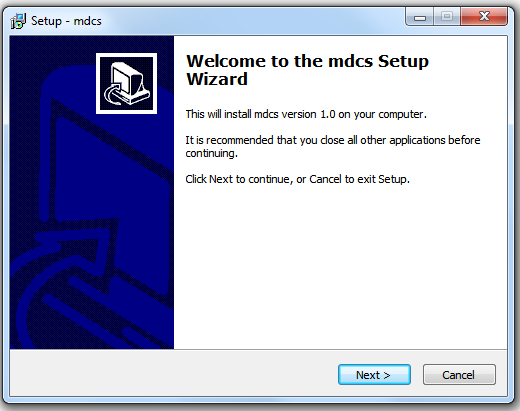 Setup - mdcs
Welcome to the mdcs Setup
Wizard
This will install mdcs version 1.0 on your computer.
It is recommended that you close all other applications before
continuing.
Click Next to continue, or Cancel to exit Setup.
Next >
Cancel